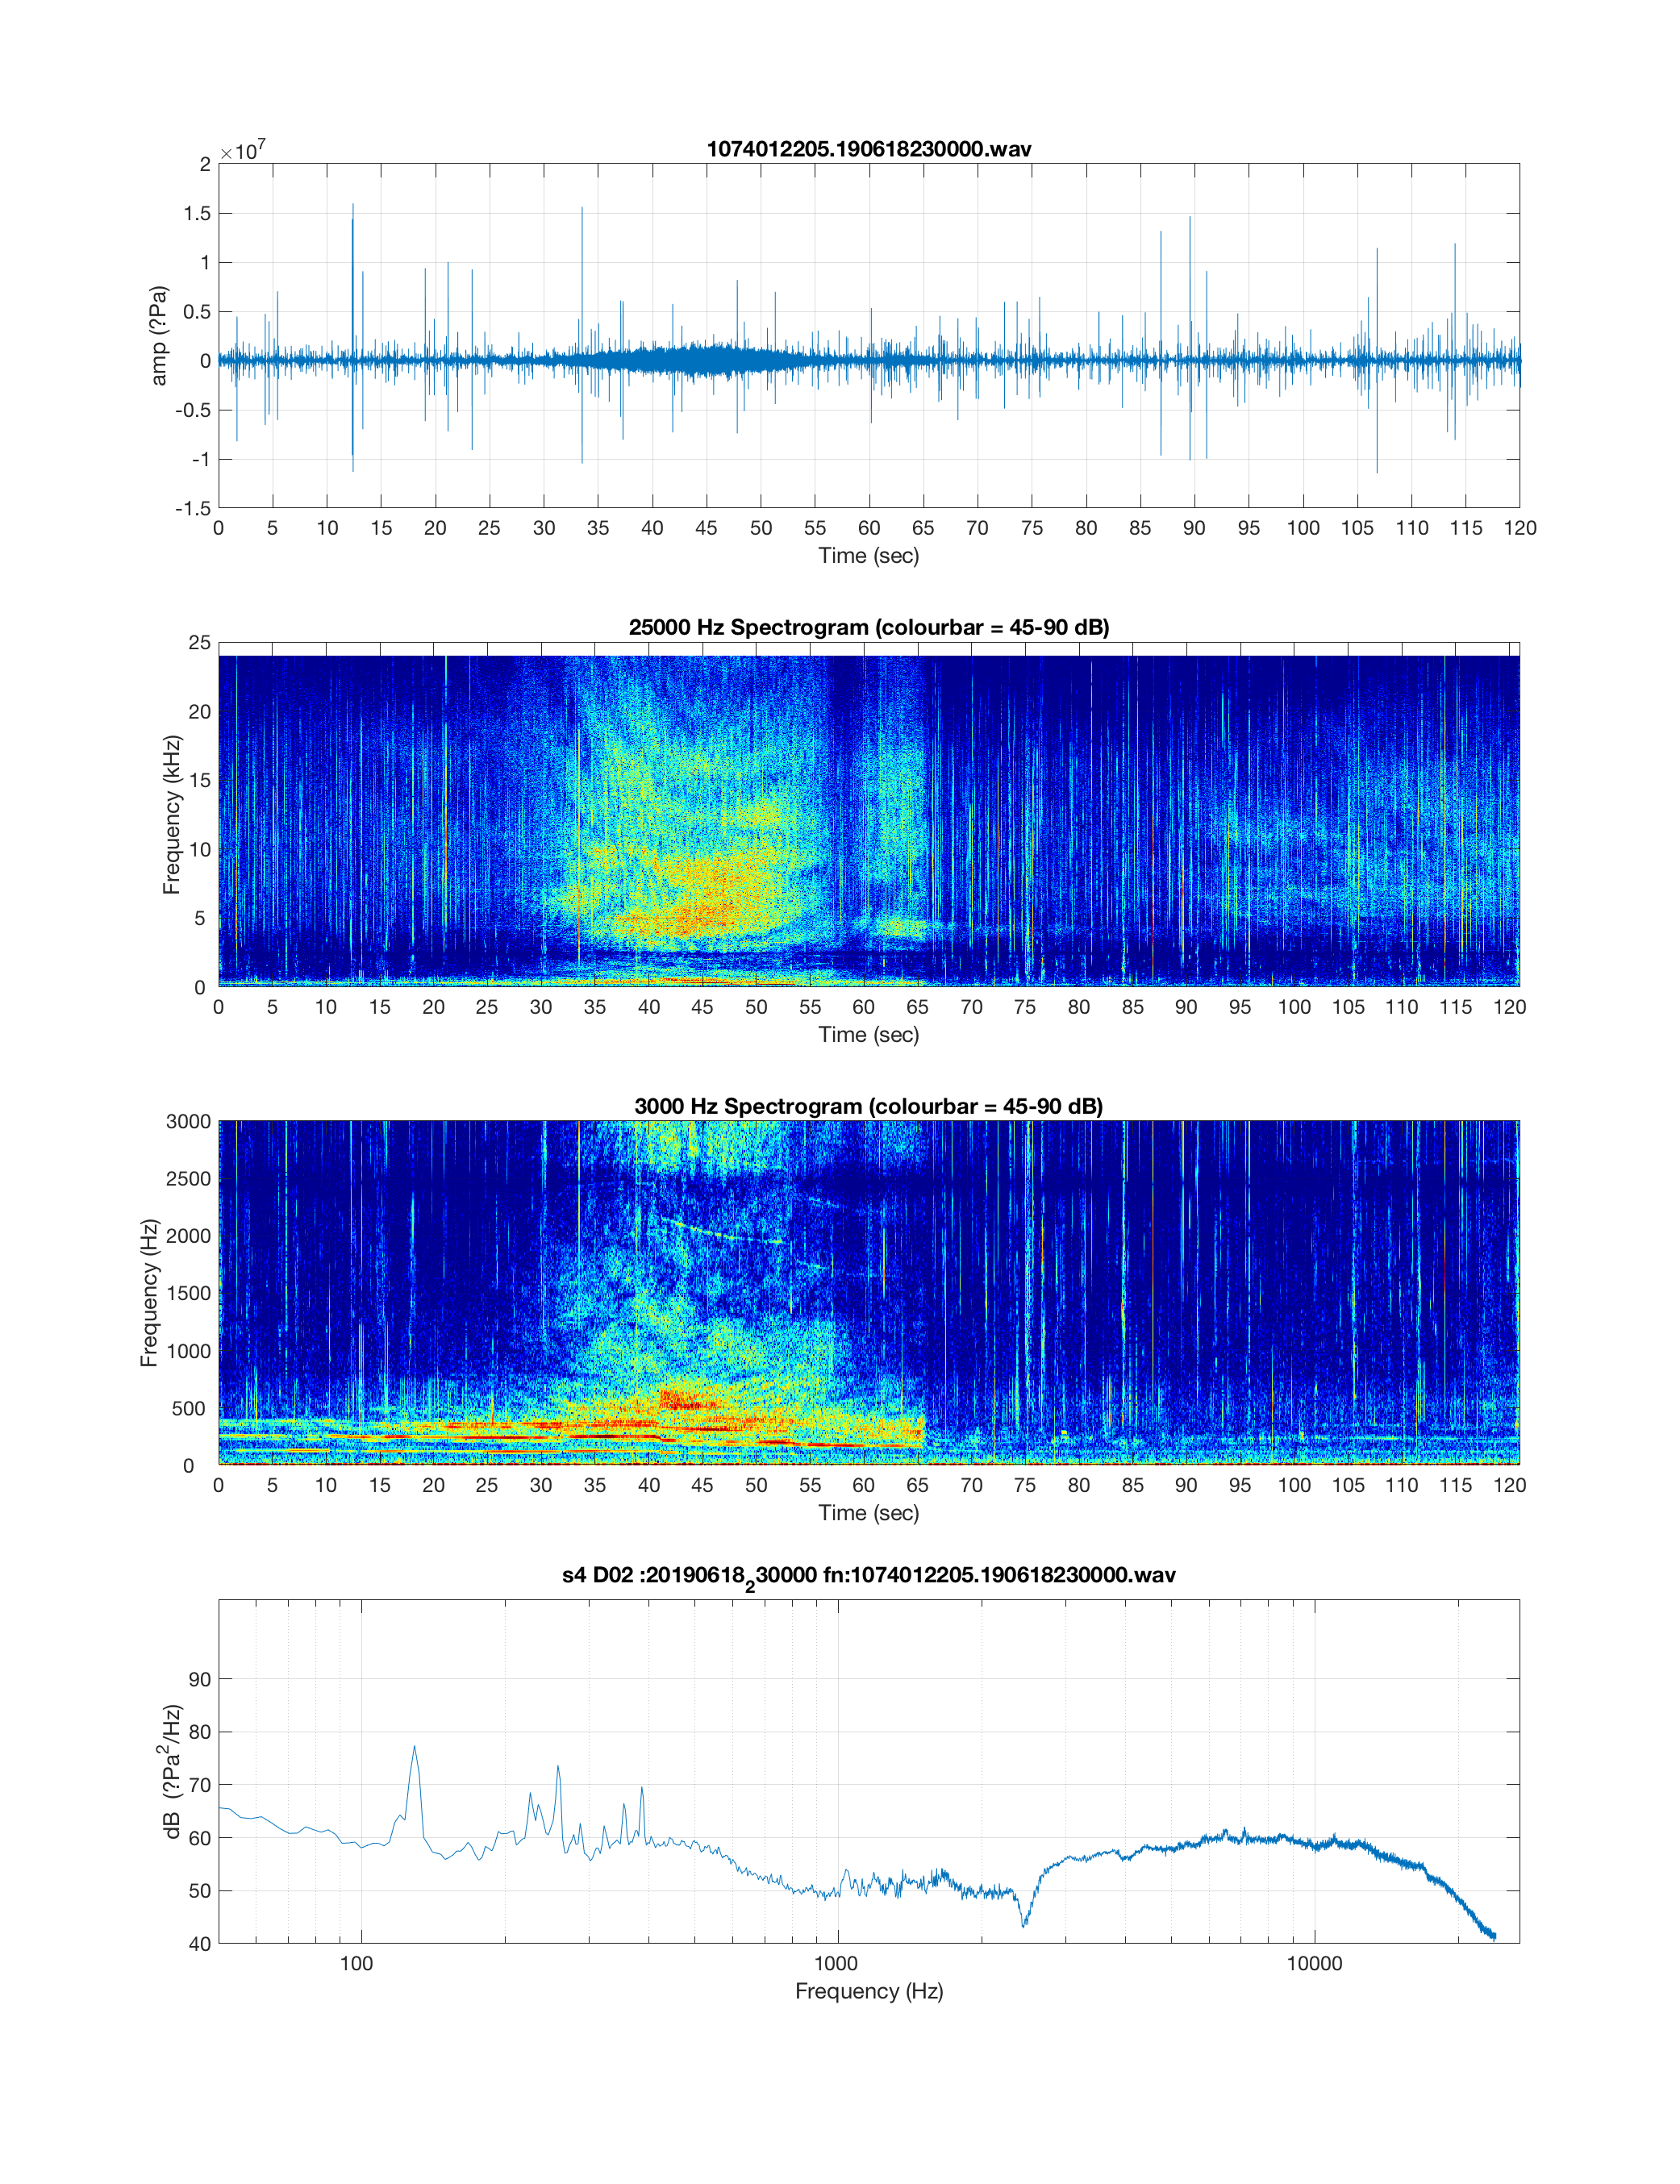 1074012205.190618230000.wav
×10^7
2
1.5
1
0.5
0
-0.5
-1
-1.5
amp (?Pa)
0 5 10 15 20 25 30 35 40 45 50 55 60 65 70 75 80 85 90 95 100 105 110 115 120
Time (sec)
25000 Hz Spectrogram (colourbar = 45-90 dB)
25
20
15
10
5
0
Frequency (kHz)
0 5 10 15 20 25 30 35 40 45 50 55 60 65 70 75 80 85 90 95 100 105 110 115 120
Time (sec)
3000 Hz Spectrogram (colourbar = 45-90 dB)
3000
2500
2000
1500
1000
500
0
Frequency (Hz)
0 5 10 15 20 25 30 35 40 45 50 55 60 65 70 75 80 85 90 95 100 105 110 115 120
Time (sec)
s4 D02 :20190618_230000 fn:1074012205.190618230000.wav
90
80
70
60
50
40
dB (?Pa^2/Hz)
100 1000 10000
Frequency (Hz)